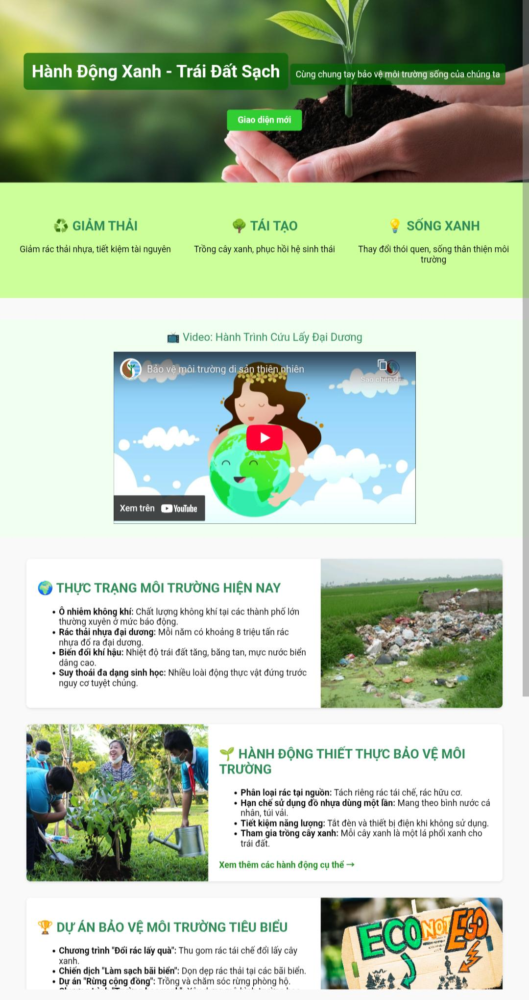 Hành Động Xanh - Trái Đất Sạch
Cùng chung tay bảo vệ môi trường sống của chúng ta
Giao diện mới
GIẢM THẢI
Giảm rác thải nhựa, tiết kiệm tài nguyên
TÁI TẠO
Trồng cây xanh, phục hồi hệ sinh thái
SỐNG XANH
Thay đổi thói quen, sống thân thiện môi
trường
Video: Hành Trình Cứu Lấy Đại Dương
Bảo vệ môi trường di sản thiên nhiên
Sao chép đ...
Xem trên YouTube
THỰC TRẠNG MÔI TRƯỜNG HIỆN NAY
• Ô nhiễm không khí: Chất lượng không khí tại các thành phố lớn
thường xuyên ở mức báo động.
• Rác thải nhựa đại dương: Mỗi năm có khoảng 8 triệu tấn rác
nhựa đổ ra đại dương.
• Biến đổi khí hậu: Nhiệt độ trái đất tăng, băng tan, mực nước biển
dâng cao.
• Suy thoái đa dạng sinh học: Nhiều loài động thực vật đứng trước
nguy cơ tuyệt chủng.
HÀNH ĐỘNG THIẾT THỰC BẢO VỆ MÔI
TRƯỜNG
• Phân loại rác tại nguồn: Tách riêng rác tái chế, rác hữu cơ.
• Hạn chế sử dụng đồ nhựa dùng một lần: Mang theo bình nước cá
nhân, túi vải.
• Tiết kiệm năng lượng: Tắt đèn và thiết bị điện khi không sử dụng.
• Tham gia trồng cây xanh: Mỗi cây xanh là một lá phổi xanh cho
trái đất.
Xem thêm các hành động cụ thể →
DỰ ÁN BẢO VỆ MÔI TRƯỜNG TIÊU BIỂU
• Chương trình "Đổi rác lấy quà": Thu gom rác tái chế đổi lấy cây
xanh.
• Chiến dịch "Làm sạch bãi biển": Dọn dẹp rác thải tại các bãi biển.
• Dự án "Rừng cộng đồng": Trồng và chăm sóc rừng phòng hộ.
ECO NOT EGO